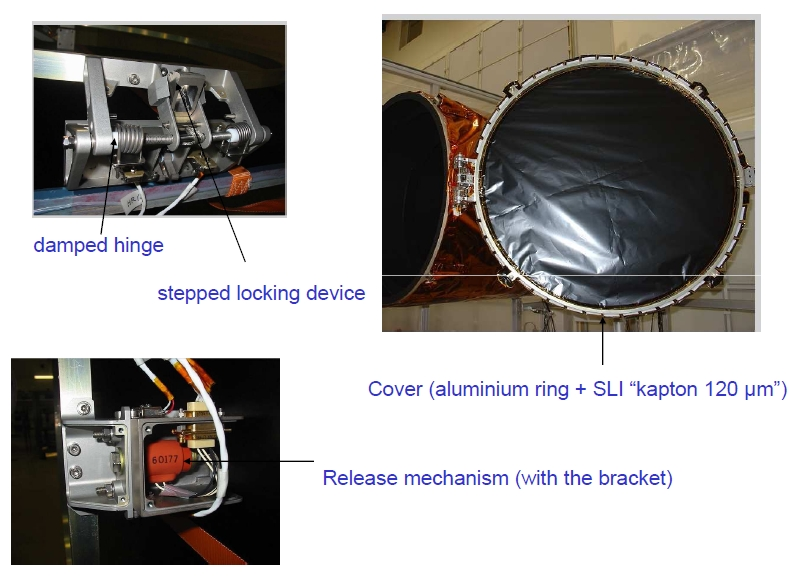 damped hinge
stepped locking device
Cover (aluminium ring + SLI “kapton 120 µm”)
60177
Release mechanism (with the bracket)